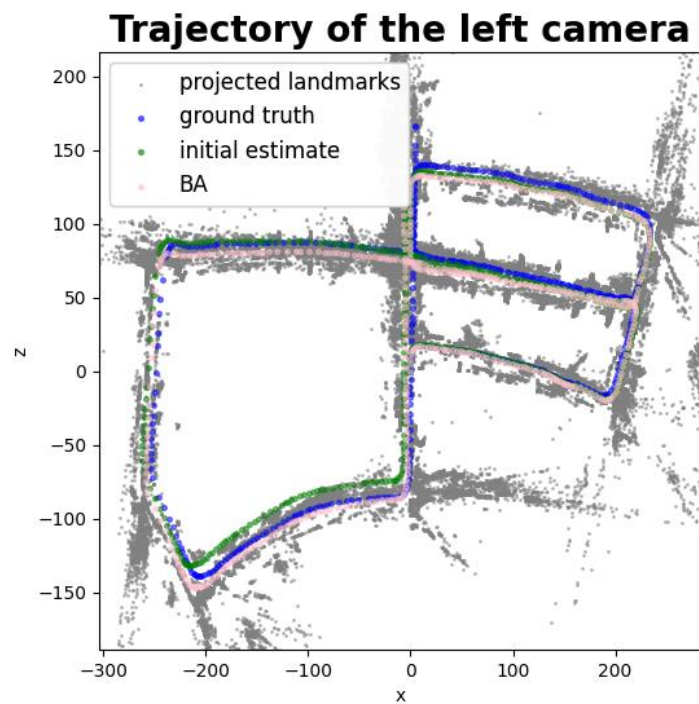 Trajectory of the left camera
projected landmarks
ground truth
initial estimate
BA
200
150
100
50
0
−50
−100
−150
z
−300 −200 −100 0 100 200
x